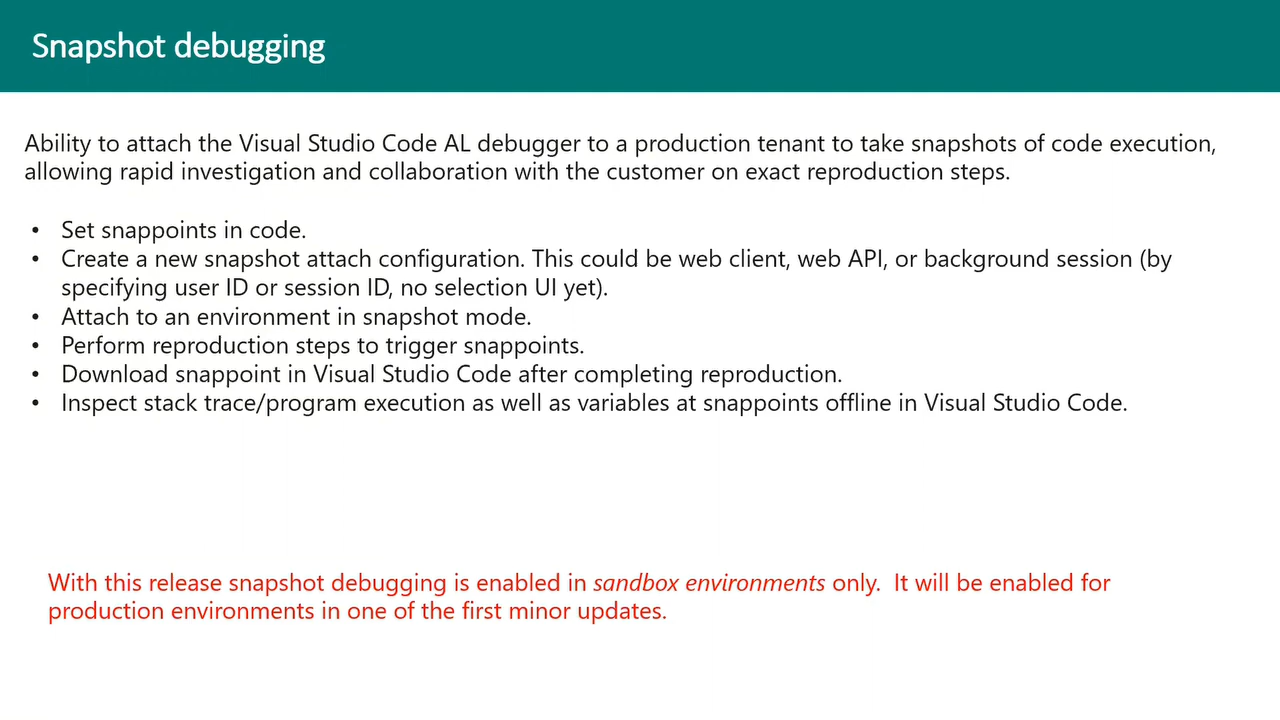 Snapshot debugging
Ability to attach the Visual Studio Code AL debugger to a production tenant to take snapshots of code execution,
allowing rapid investigation and collaboration with the customer on exact reproduction steps.
• Set snappoints in code.
• Create a new snapshot attach configuration. This could be web client, web API, or background session (by
specifying user ID or session ID, no selection UI yet).
• Attach to an environment in snapshot mode.
• Perform reproduction steps to trigger snappoints.
• Download snappoint in Visual Studio Code after completing reproduction.
• Inspect stack trace/program execution as well as variables at snappoints offline in Visual Studio Code.
With this release snapshot debugging is enabled in sandbox environments only. It will be enabled for
production environments in one of the first minor updates.